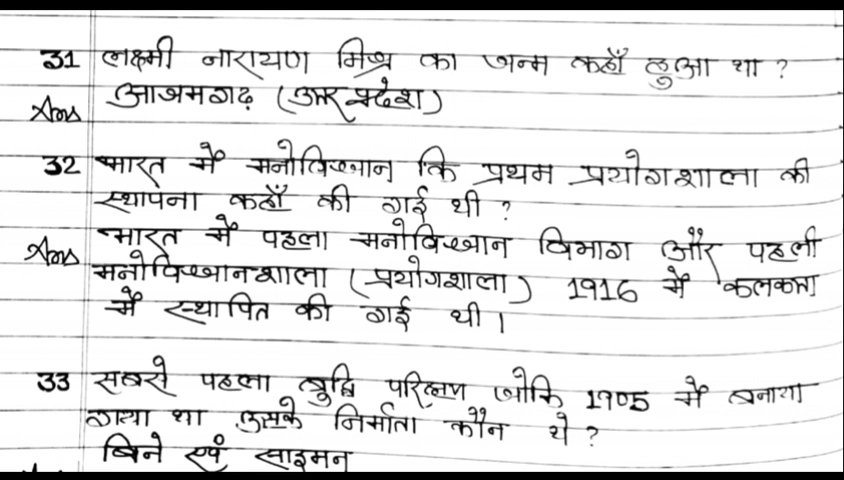 31 लक्ष्मी नारायण मिश्र का जन्म कहाँ हुआ था ?
Ans आजमगढ़ (उत्तर प्रदेश)
32 भारत में मनोविज्ञान कि प्रथम प्रयोगशाला की
स्थापना कहाँ की गई थी ?
Ans भारत में पहला मनोविज्ञान विभाग और पहली
मनोविज्ञानशाला (प्रयोगशाला) 1916 में कलकत्ता
में स्थापित की गई थी।
33 सबसे पहला बुद्धि परिक्षण जोकि 1905 में बनाया
गया था उसके निर्माता कौन थे ?
बिने एवं साइमन